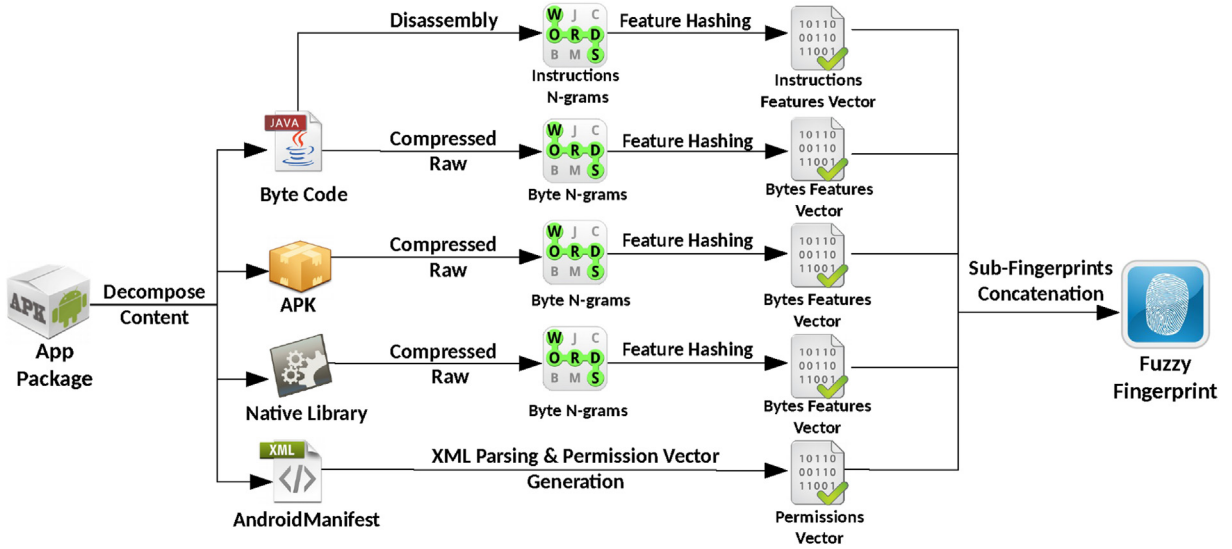 Disassembly
W J C
O R D
B M S
Instructions
N-grams
Feature Hashing
10110
00110
11001
Instructions
Features Vector
JAVA
Byte Code
Compressed
Raw
W J C
O R D
B M S
Byte N-grams
Feature Hashing
10110
00110
11001
Bytes Features
Vector
APK
Compressed
Raw
W J C
O R D
B M S
Byte N-grams
Feature Hashing
10110
00110
11001
Bytes Features
Vector
APK
App
Package
Decompose
Content
Sub-Fingerprints
Concatenation
Fuzzy
Fingerprint
Native Library
Compressed
Raw
W J C
O R D
B M S
Byte N-grams
Feature Hashing
10110
00110
11001
Bytes Features
Vector
XML
</>
AndroidManifest
XML Parsing & Permission Vector
Generation
10110
00110
11001
Permissions
Vector